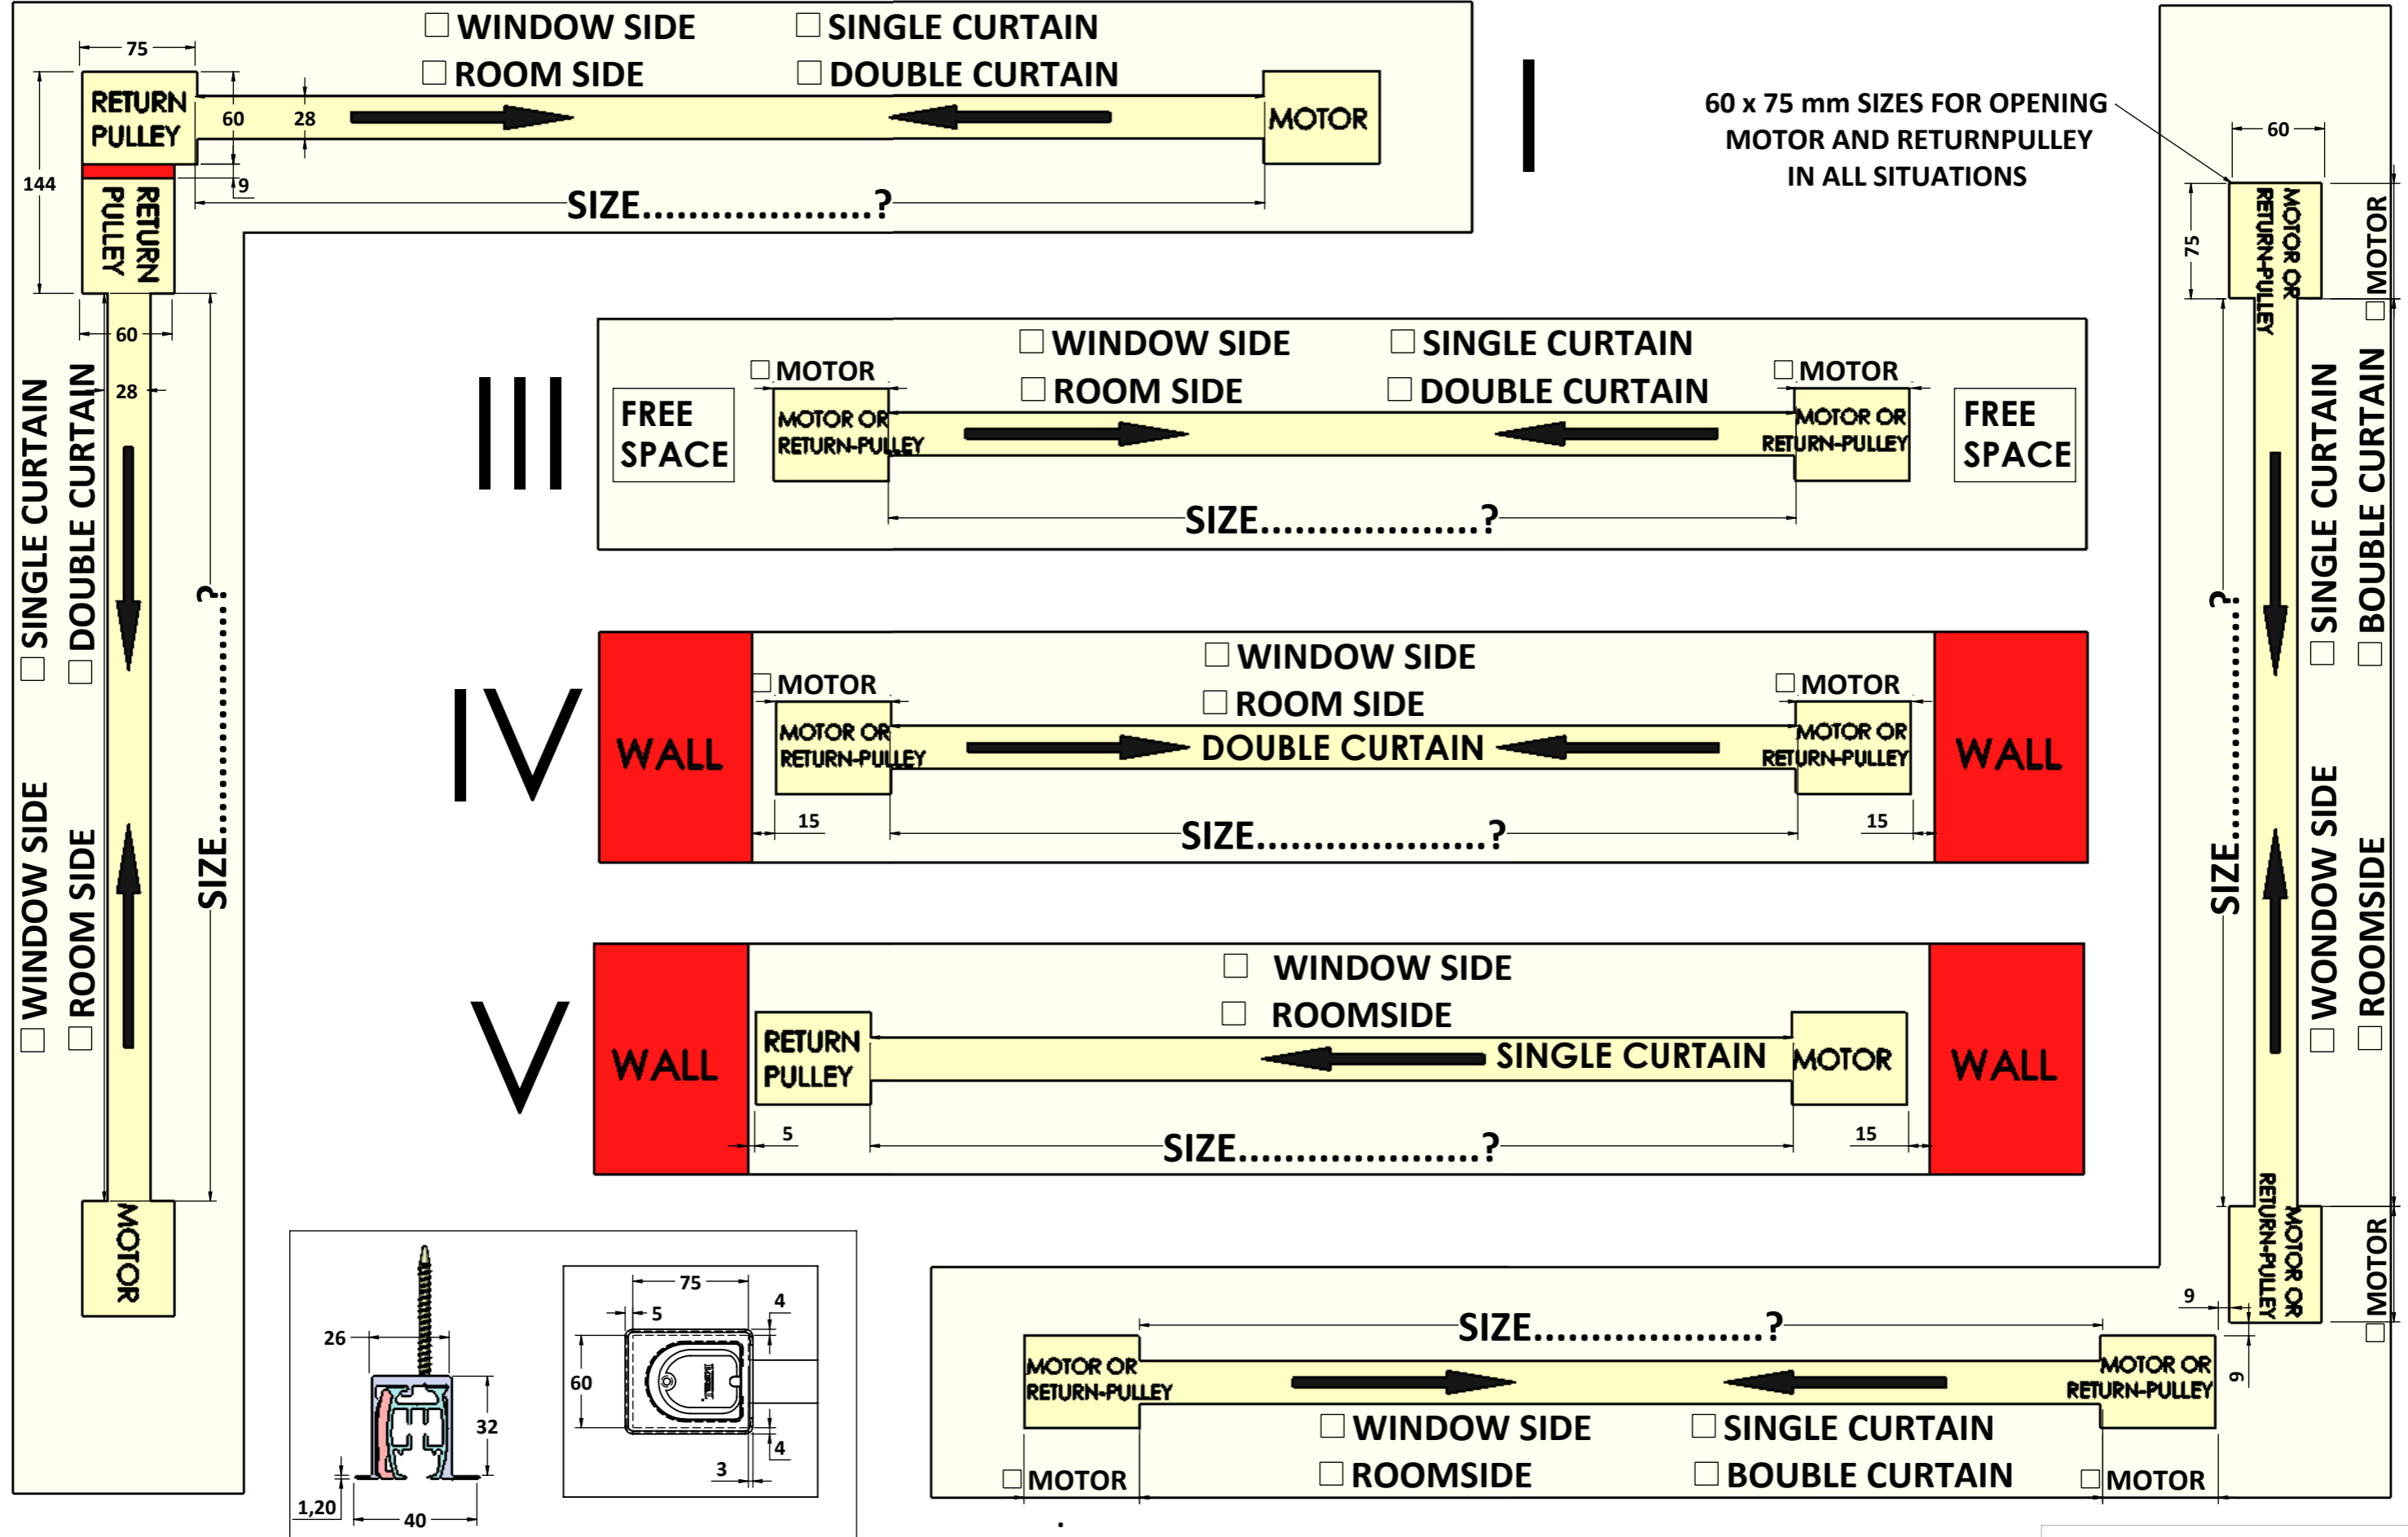 □ WINDOW SIDE □ SINGLE CURTAIN
□ ROOM SIDE □ DOUBLE CURTAIN
75
RETURN
PULLEY
60
28
MOTOR
144
9
SIZE....................?
RETURN
PULLEY
60
28
□ SINGLE CURTAIN
□ DOUBLE CURTAIN
□ WINDOW SIDE
□ ROOM SIDE
SIZE....................?
MOTOR
I
60 x 75 mm SIZES FOR OPENING
MOTOR AND RETURNPULLEY
IN ALL SITUATIONS
III
□ WINDOW SIDE □ SINGLE CURTAIN
□ ROOM SIDE □ DOUBLE CURTAIN
□ MOTOR
□ MOTOR
FREE
SPACE
MOTOR OR
RETURN-PULLEY
MOTOR OR
RETURN-PULLEY
FREE
SPACE
SIZE...................?
IV
□ WINDOW SIDE
□ ROOM SIDE
□ MOTOR
□ MOTOR
WALL
MOTOR OR
RETURN-PULLEY
DOUBLE CURTAIN
MOTOR OR
RETURN-PULLEY
WALL
15
SIZE....................?
15
V
□ WINDOW SIDE
□ ROOMSIDE
WALL
RETURN
PULLEY
SINGLE CURTAIN
MOTOR
WALL
5
SIZE.....................?
15
60
75
MOTOR OR
RETURN-PULLEY
□ MOTOR
□ SINGLE CURTAIN
□ BOUBLE CURTAIN
SIZE....................?
□ WONDOW SIDE
□ ROOMSIDE
MOTOR OR
RETURN-PULLEY
□ MOTOR
9
9
SIZE....................?
MOTOR OR
RETURN-PULLEY
MOTOR OR
RETURN-PULLEY
□ WINDOW SIDE □ SINGLE CURTAIN
□ ROOMSIDE □ BOUBLE CURTAIN
□ MOTOR
□ MOTOR
26
32
1,20
40
75
5
4
60
4
3